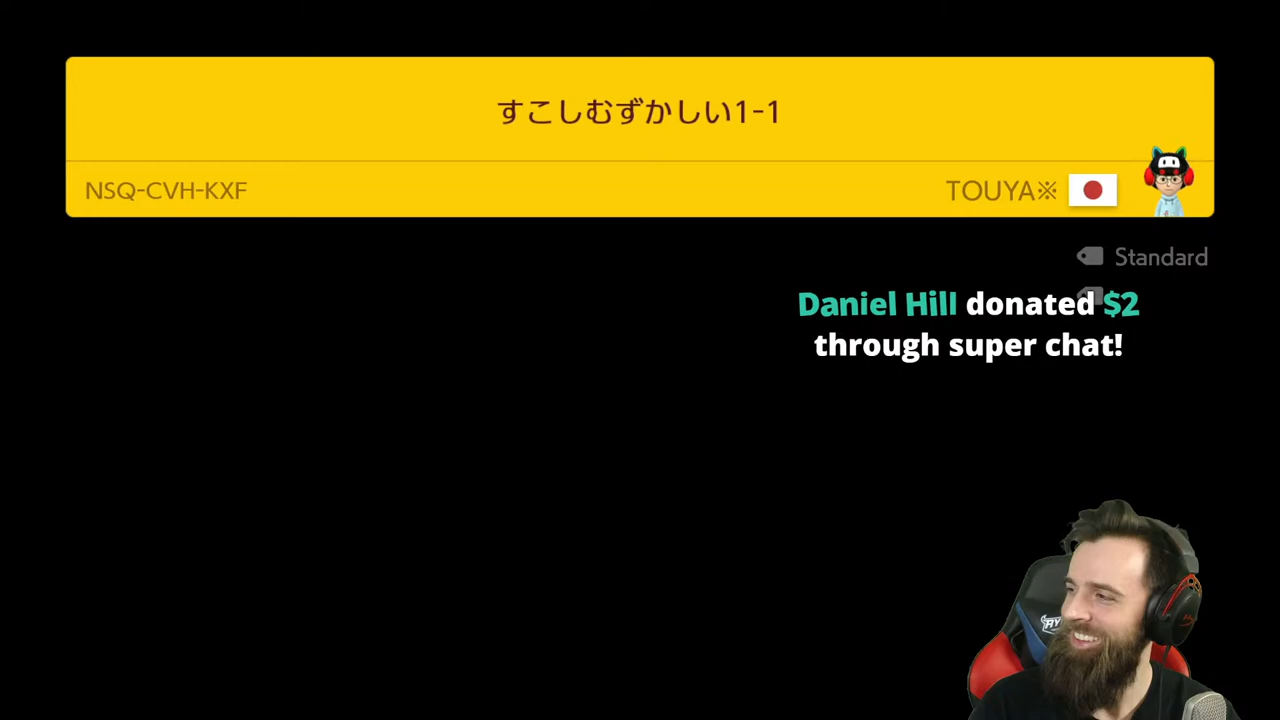 すこしむずかしい1-1
NSQ-CVH-KXF
TOUYA※
Standard
Daniel Hill donated $2
through super chat!